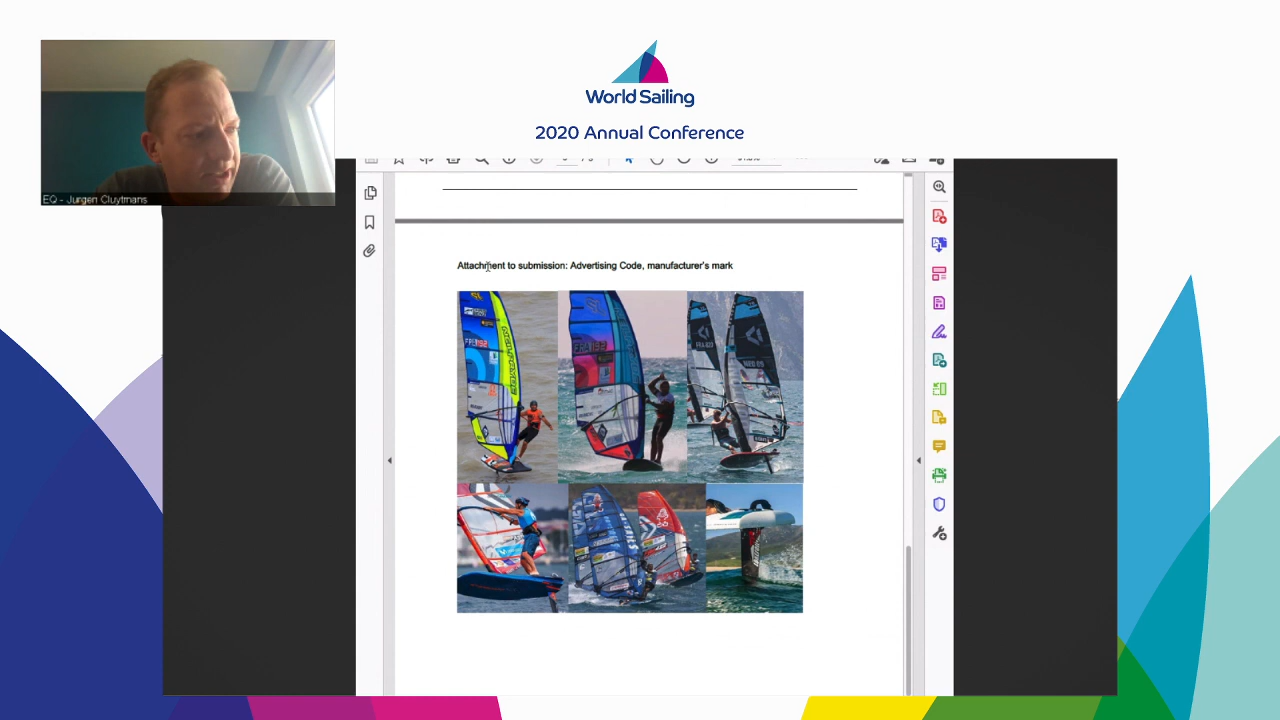 World Sailing
2020 Annual Conference
EQ - Jurgen Cluytmans
Attachment to submission: Advertising Code, manufacturer's mark